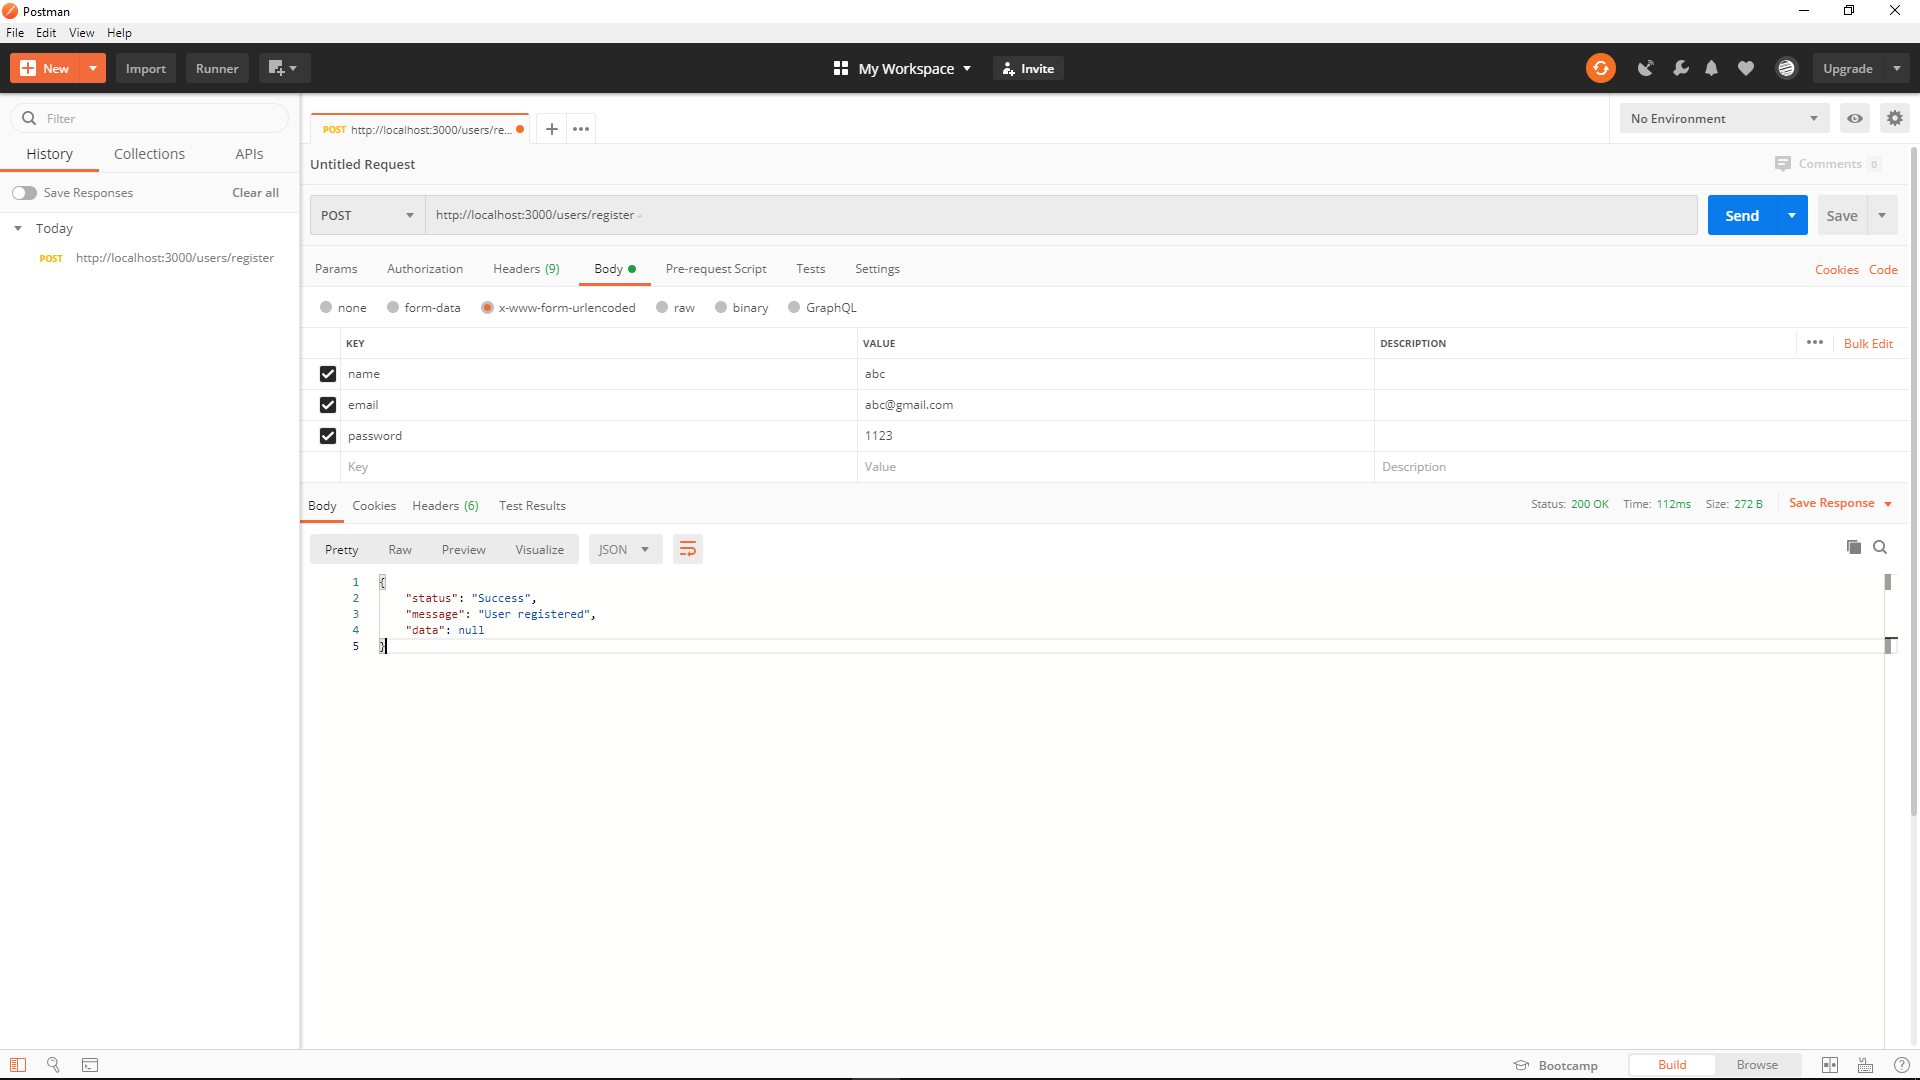 Postman
File Edit View Help
New Import Runner My Workspace Invite Upgrade
Filter
History Collections APIs
Save Responses Clear all
Today
POST http://localhost:3000/users/register
POST http://localhost:3000/users/re... No Environment
Untitled Request Comments 0
POST http://localhost:3000/users/register Send Save
Params Authorization Headers (9) Body Pre-request Script Tests Settings Cookies Code
none form-data x-www-form-urlencoded raw binary GraphQL
KEY VALUE DESCRIPTION Bulk Edit
name abc
email abc@gmail.com
password 1123
Key Value Description
Body Cookies Headers (6) Test Results Status: 200 OK Time: 112ms Size: 272 B Save Response
Pretty Raw Preview Visualize JSON
1 {
2 "status": "Success",
3 "message": "User registered",
4 "data": null
5 }
Bootcamp Build Browse